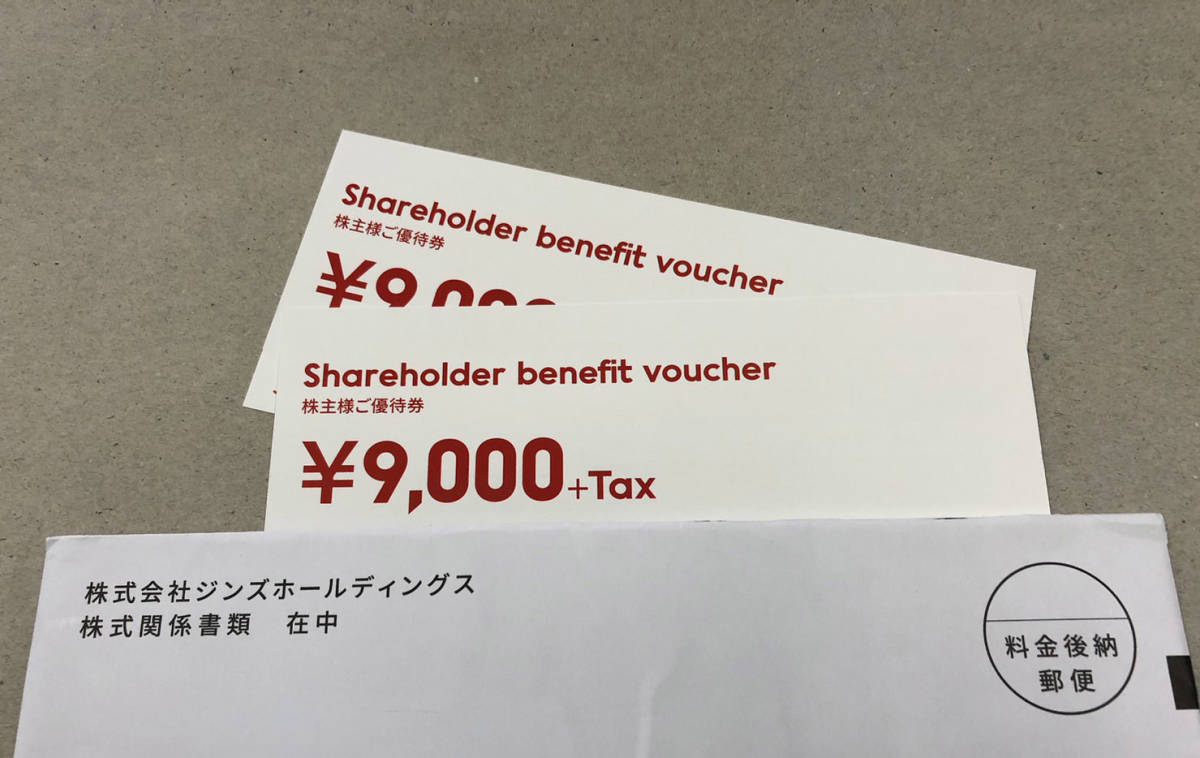 Shareholder benefit voucher
株主様ご優待券
¥9,000
Shareholder benefit voucher
株主様ご優待券
¥9,000+Tax
株式会社ジンズホールディングス
株式関係書類　在中
料金後納
郵便